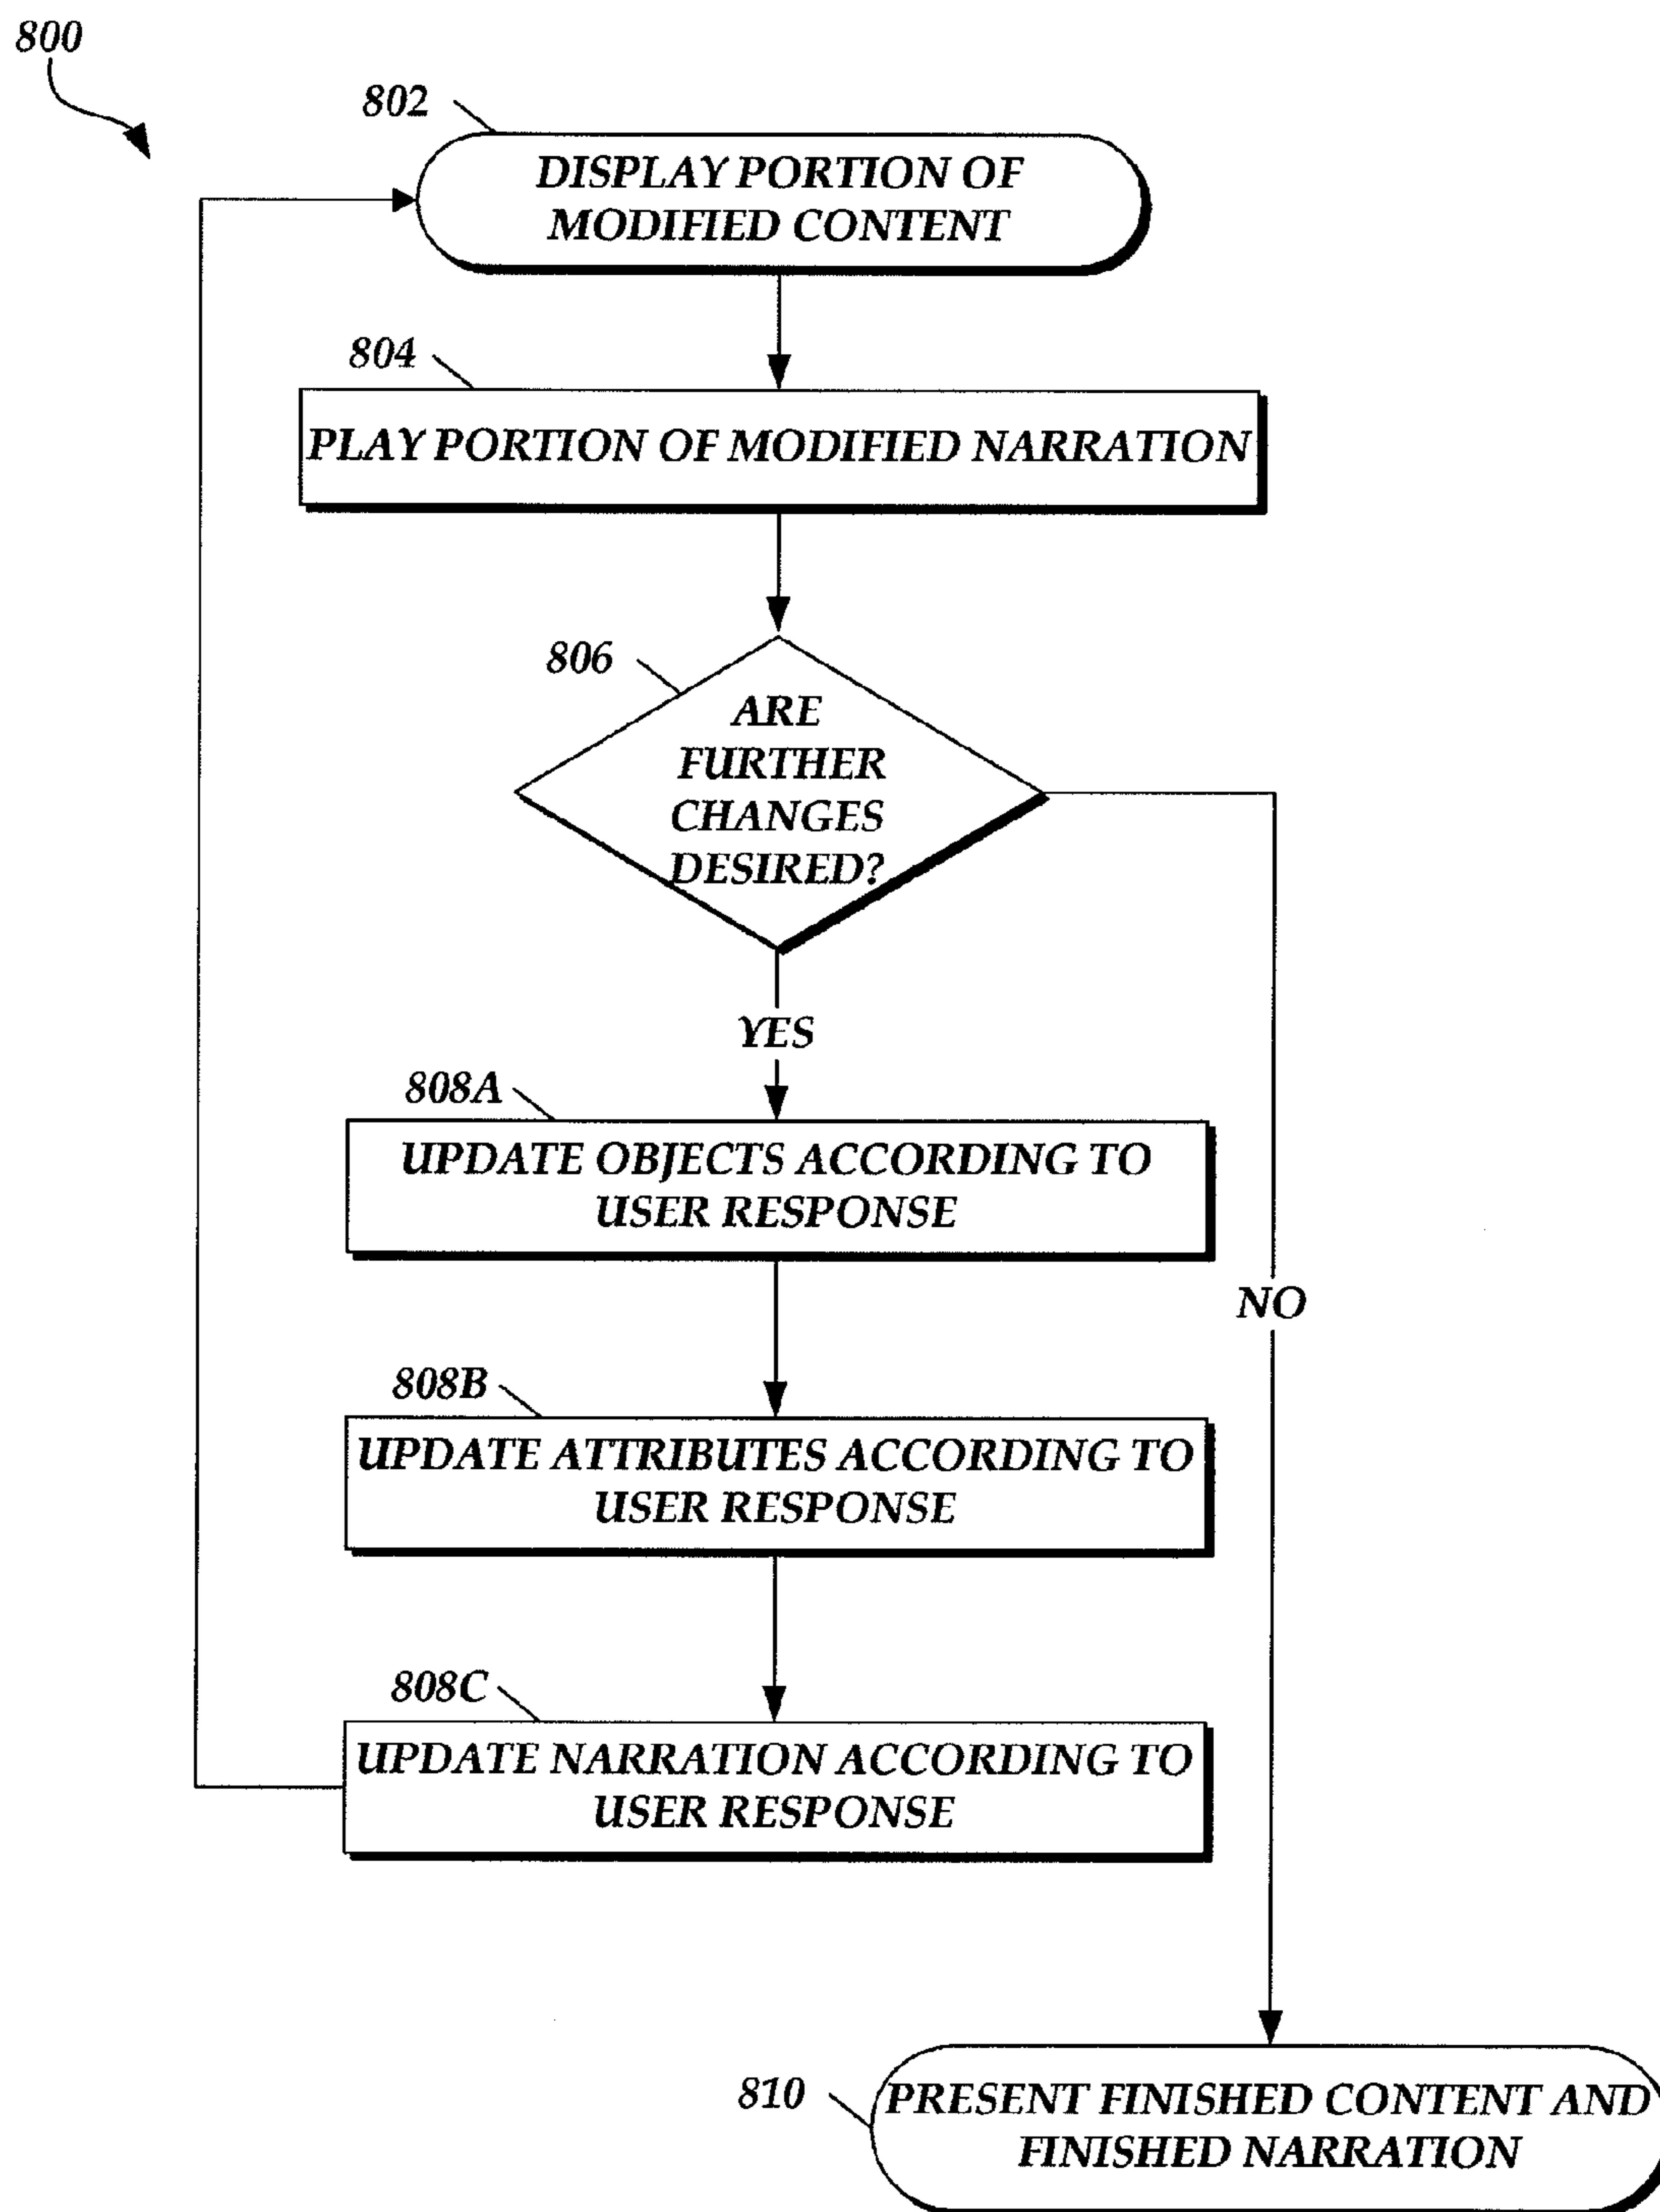 800
802
DISPLAY PORTION OF
MODIFIED CONTENT
804
PLAY PORTION OF MODIFIED NARRATION
806
ARE
FURTHER
CHANGES
DESIRED?
YES
808A
UPDATE OBJECTS ACCORDING TO
USER RESPONSE
NO
808B
UPDATE ATTRIBUTES ACCORDING TO
USER RESPONSE
808C
UPDATE NARRATION ACCORDING TO
USER RESPONSE
810
PRESENT FINISHED CONTENT AND
FINISHED NARRATION